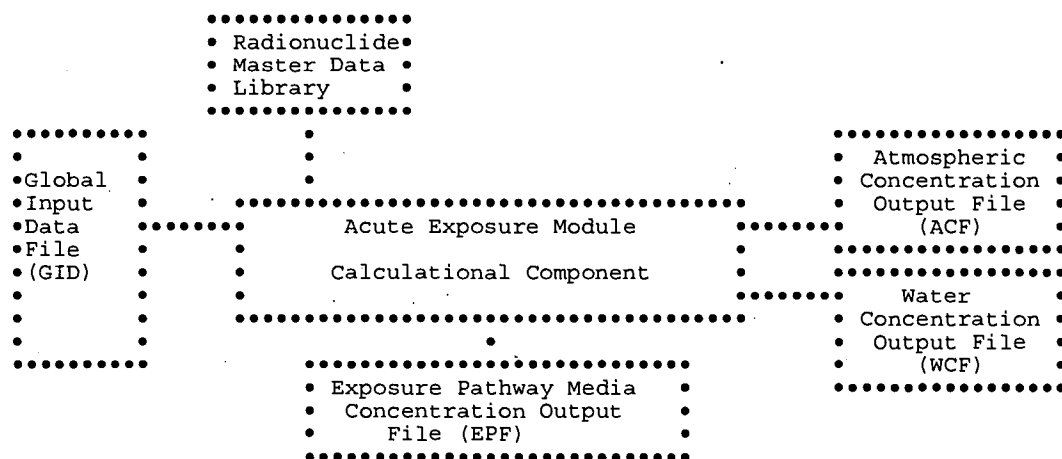 Radionuclide
Master Data
Library
Global
Input
Data
File
(GID)
Acute Exposure Module
Calculational Component
Atmospheric
Concentration
Output File
(ACF)
Water
Concentration
Output File
(WCF)
Exposure Pathway Media
Concentration Output
File (EPF)